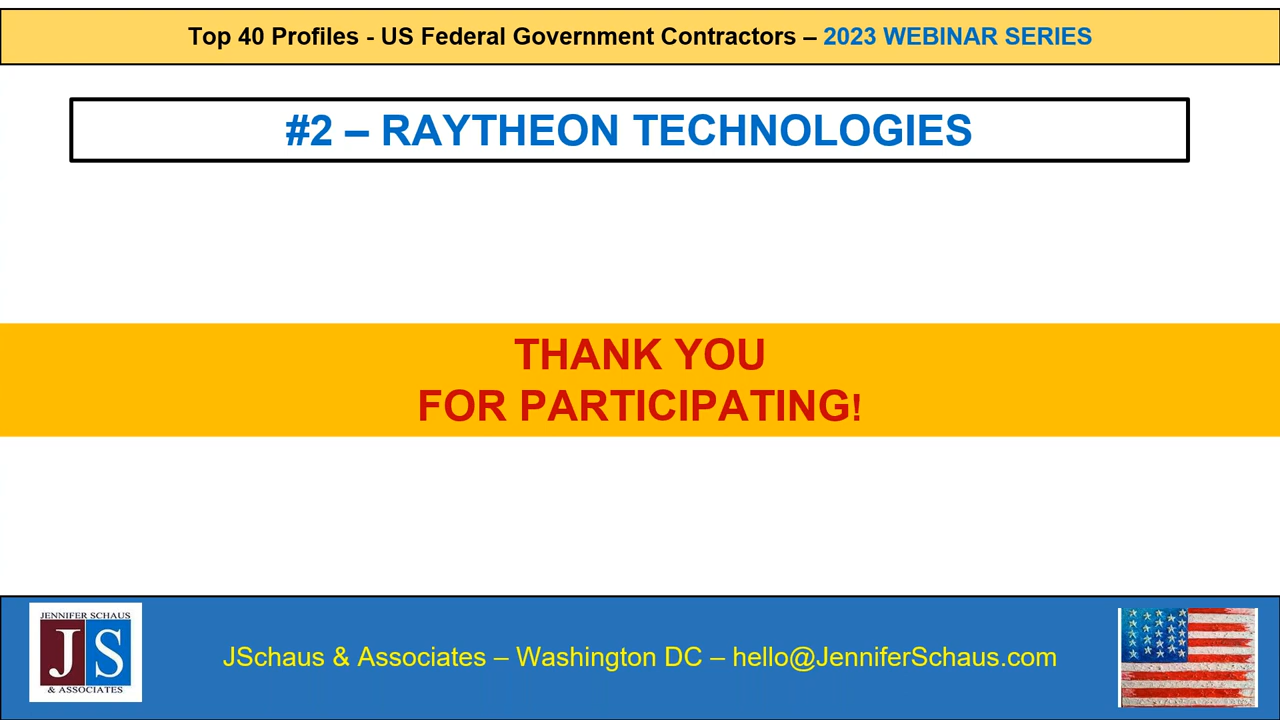 Top 40 Profiles - US Federal Government Contractors – 2023 WEBINAR SERIES
#2 – RAYTHEON TECHNOLOGIES
THANK YOU
FOR PARTICIPATING!
JENNIFER SCHAUS
JS
& ASSOCIATES
JSchaus & Associates – Washington DC – hello@JenniferSchaus.com